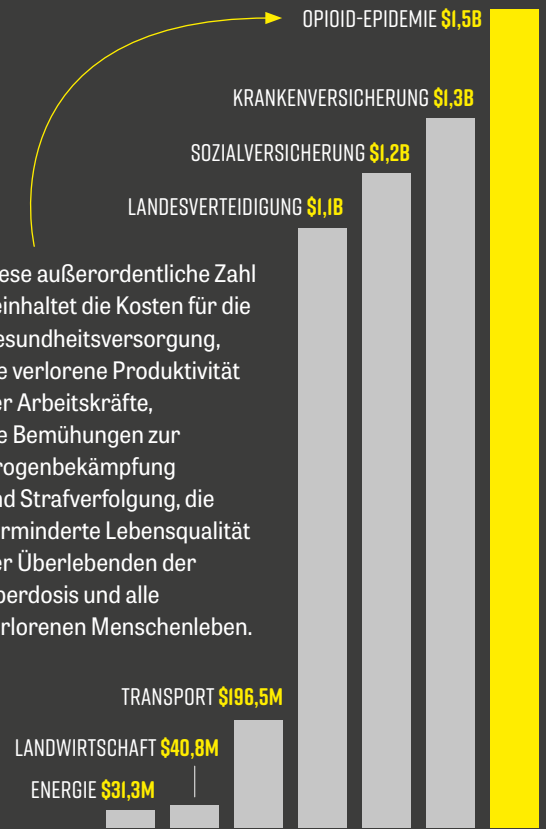 OPIOID-EPIDEMIE $1,5B
KRANKENVERSICHERUNG $1,3B
SOZIALVERSICHERUNG $1,2B
LANDESVERTEIDIGUNG $1,1B
ese außerordentliche Zahl
einhaltet die Kosten für die
esundheitsversorgung,
e verlorene Produktivität
er Arbeitskräfte,
e Bemühungen zur
rogenbekämpfung
nd Strafverfolgung, die
rminderte Lebensqualität
er Überlebenden der
berdosis und alle
rlorenen Menschenleben.
TRANSPORT $196,5M
LANDWIRTSCHAFT $40,8M
ENERGIE $31,3M